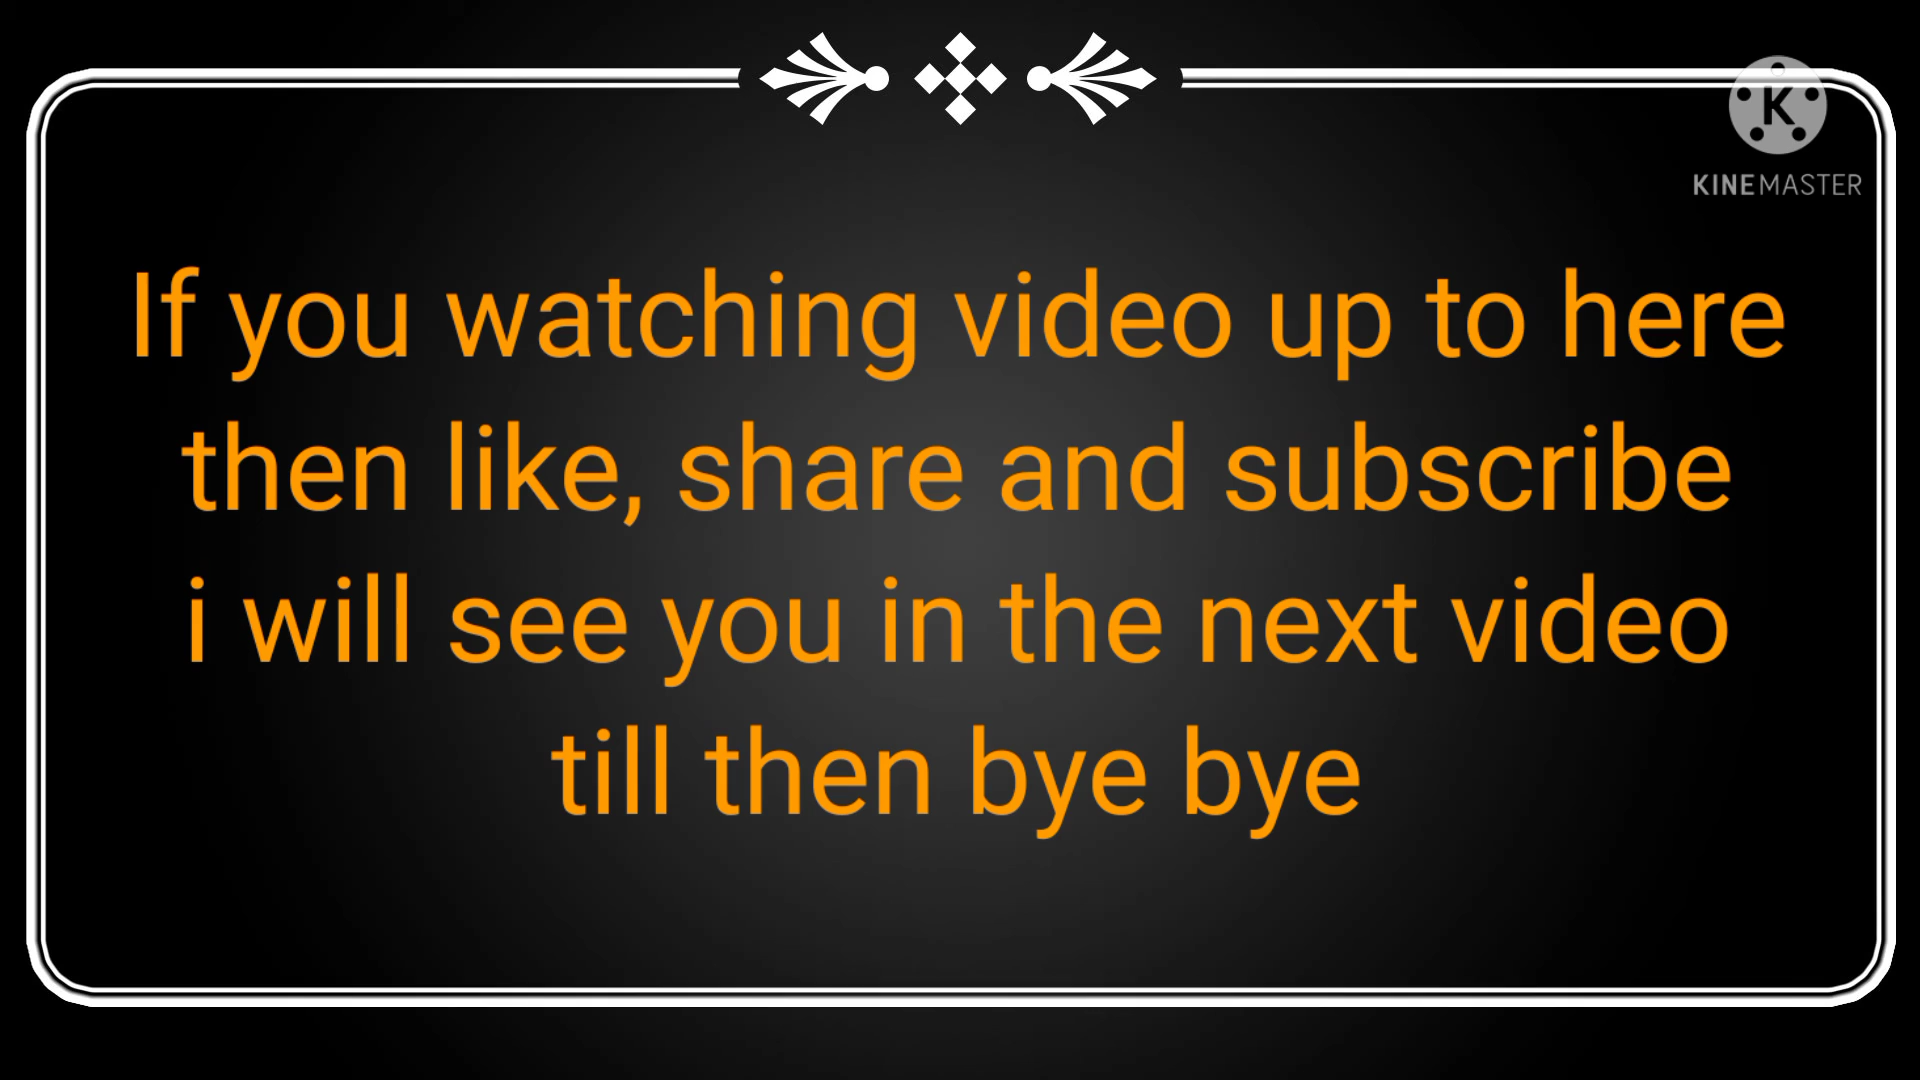 K
KINEMASTER
If you watching video up to here
then like, share and subscribe
i will see you in the next video
till then bye bye